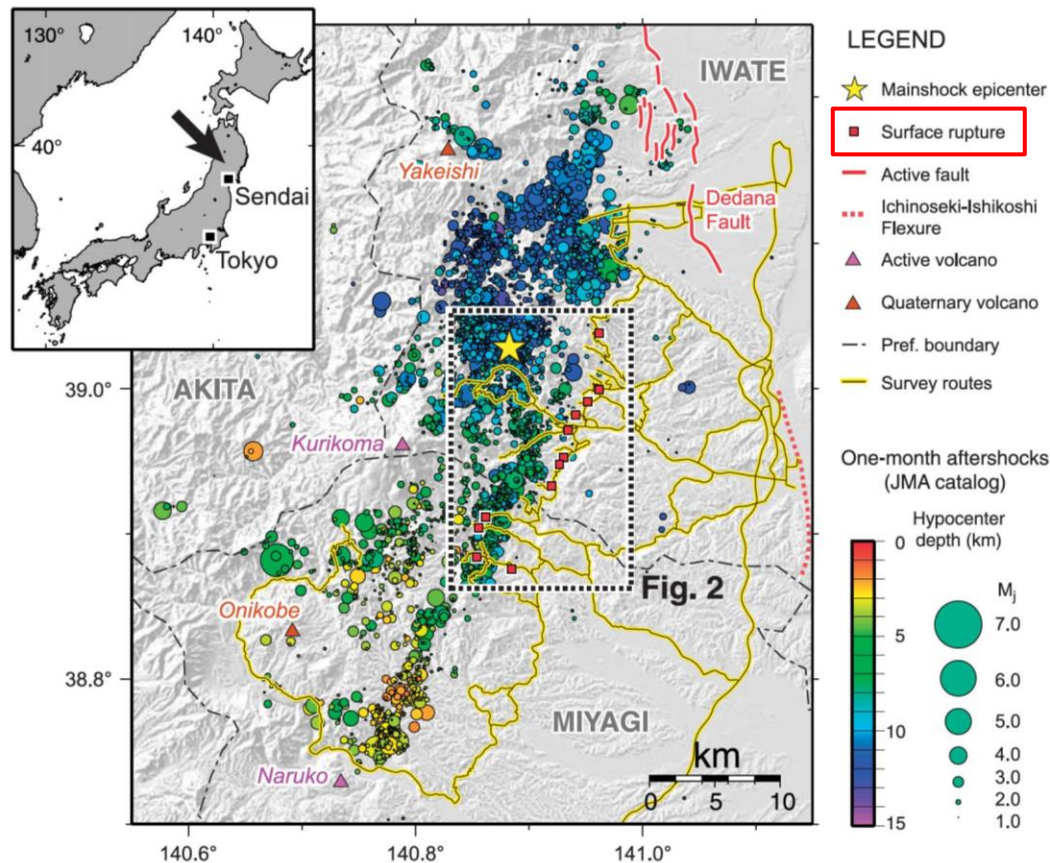 130°
140°
40°
Sendai
Tokyo
IWATE
Yakeishi
Dedana
Fault
AKITA
39.0°
Kurikoma
Fig. 2
Onikobe
38.8°
MIYAGI
Naruko
km
0 5 10
140.6°
140.8°
141.0°
LEGEND
Mainshock epicenter
Surface rupture
Active fault
Ichinoseki-Ishikoshi
Flexure
Active volcano
Quaternary volcano
Pref. boundary
Survey routes
One-month aftershocks
(JMA catalog)
Hypocenter
depth (km)
0
5
10
15
Mj
7.0
6.0
5.0
4.0
3.0
2.0
1.0